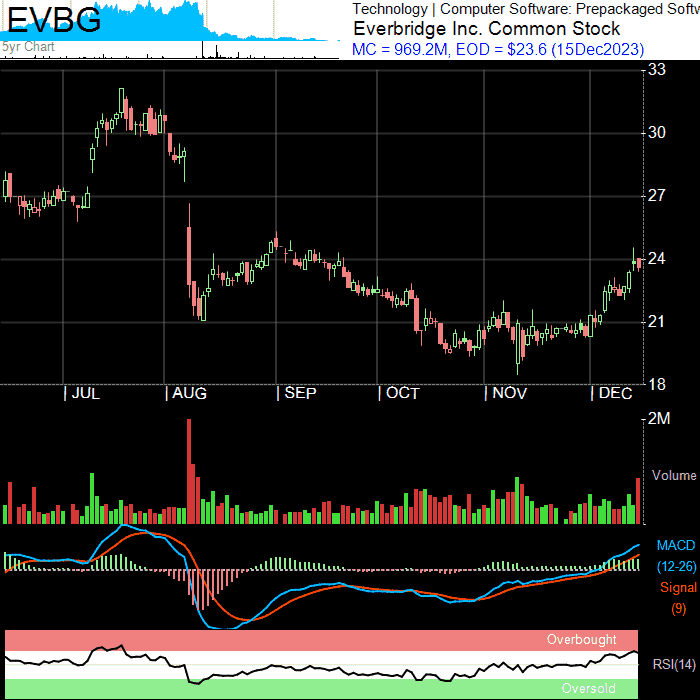 EVBG
5yr Chart
Technology | Computer Software: Prepackaged Softw
Everbridge Inc. Common Stock
MC = 969.2M, EOD = $23.6 (15Dec2023)
33
30
27
24
21
18
| JUL | AUG | SEP | OCT | NOV | DEC
2M
Volume
MACD
(12-26)
Signal
(9)
Overbought
RSI(14)
Oversold